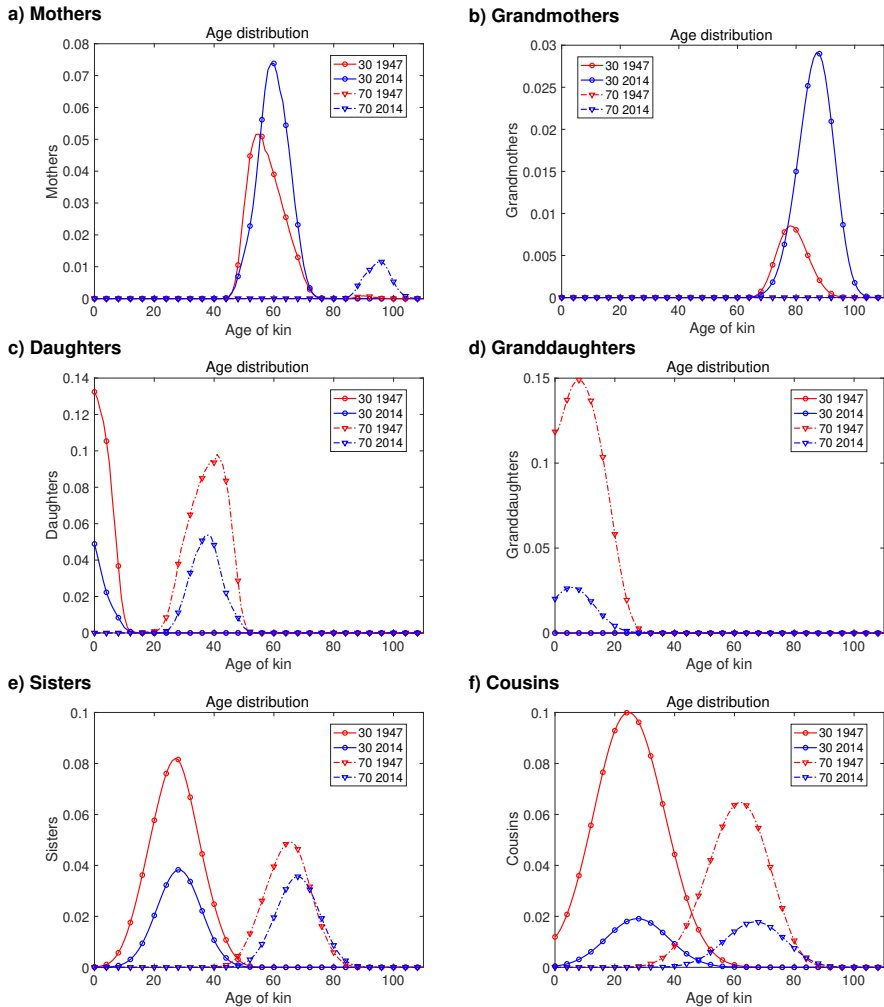 a) Mothers
Age distribution
0.08
0.07
0.06
0.05
0.04
0.03
0.02
0.01
0
0 20 40 60 80 100
Mothers
Age of kin
30 1947
30 2014
70 1947
70 2014
b) Grandmothers
Age distribution
0.03
0.025
0.02
0.015
0.01
0.005
0
0 20 40 60 80 100
Grandmothers
Age of kin
30 1947
30 2014
70 1947
70 2014
c) Daughters
Age distribution
0.14
0.12
0.1
0.08
0.06
0.04
0.02
0
0 20 40 60 80 100
Daughters
Age of kin
30 1947
30 2014
70 1947
70 2014
d) Granddaughters
Age distribution
0.15
0.1
0.05
0
0 20 40 60 80 100
Granddaughters
Age of kin
30 1947
30 2014
70 1947
70 2014
e) Sisters
Age distribution
0.1
0.08
0.06
0.04
0.02
0
0 20 40 60 80 100
Sisters
Age of kin
30 1947
30 2014
70 1947
70 2014
f) Cousins
Age distribution
0.1
0.08
0.06
0.04
0.02
0
0 20 40 60 80 100
Cousins
Age of kin
30 1947
30 2014
70 1947
70 2014